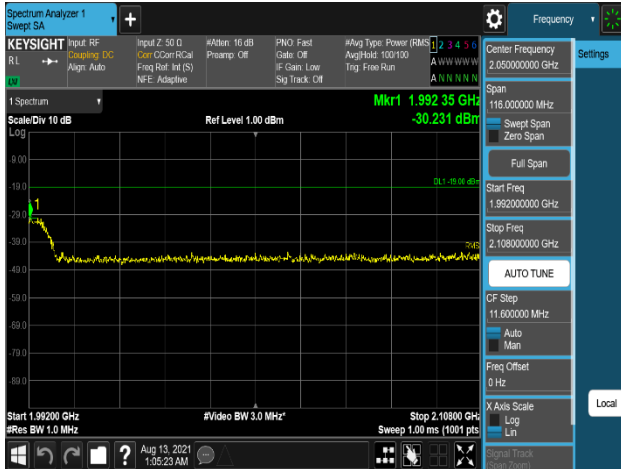 Spectrum Analyzer 1
Swept SA
+
Frequency
KEYSIGHT
RL
Input: RF
Coupling: DC
Align: Auto
Input Z: 50 Ω
Corr CCorr RCal
Freq Ref: Int (S)
NFE: Adaptive
#Atten: 16 dB
Preamp: Off
PNO: Fast
Gate: Off
IF Gain: Low
Sig Track: Off
#Avg Type: Power (RMS
Avg|Hold: 100/100
Trig: Free Run
1 2 3 4 5 6
A W W W W W
A N N N N N
LU
1 Spectrum
Scale/Div 10 dB
Ref Level 1.00 dBm
Mkr1 1.992 35 GHz
-30.231 dBm
Log
-9.00
-19.0
-29.0
-39.0
-49.0
-59.0
-69.0
-79.0
-89.0
DL1 -19.00 dBm
1
RMS
Start 1.99200 GHz
#Res BW 1.0 MHz
#Video BW 3.0 MHz*
Stop 2.10800 GHz
Sweep 1.00 ms (1001 pts
?
Aug 13, 2021
1:05:23 AM
Center Frequency
2.050000000 GHz
Span
116.000000 MHz
Swept Span
Zero Span
Full Span
Start Freq
1.992000000 GHz
Stop Freq
2.108000000 GHz
AUTO TUNE
CF Step
11.600000 MHz
Auto
Man
Freq Offset
0 Hz
X Axis Scale
Log
Lin
Signal Track
(Span Zoom)
Settings
Local